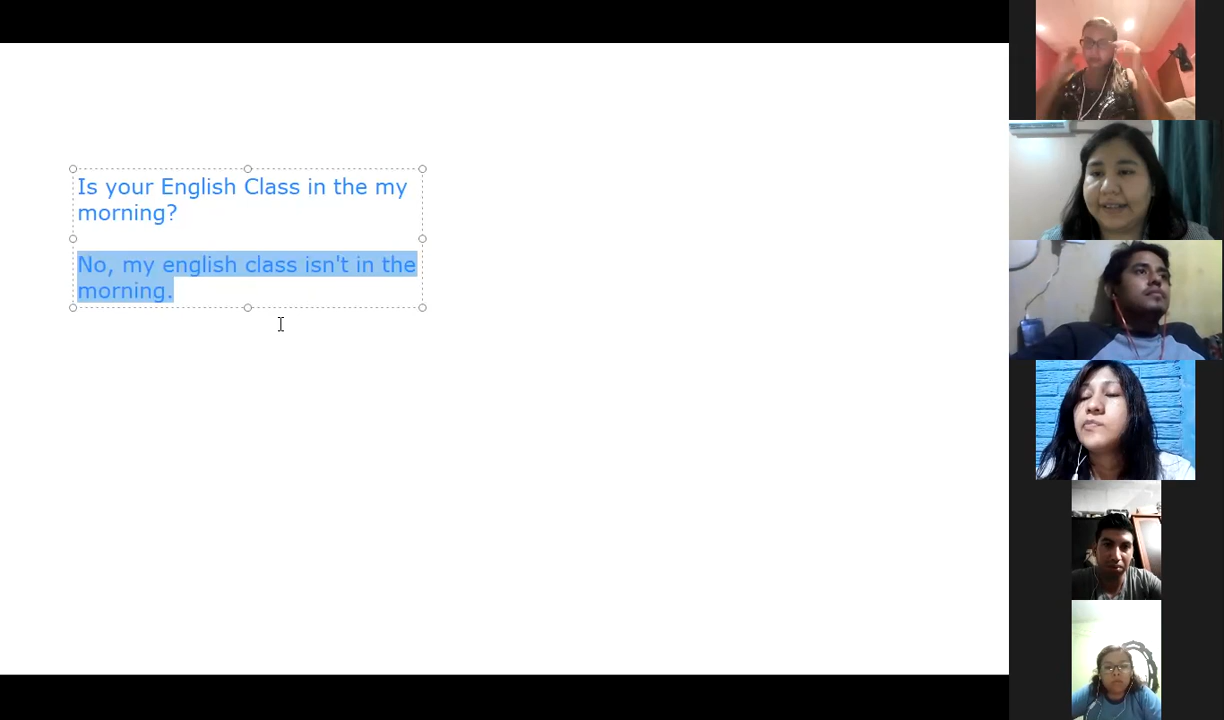 Is your English Class in the my
morning?
No, my english class isn't in the
morning.